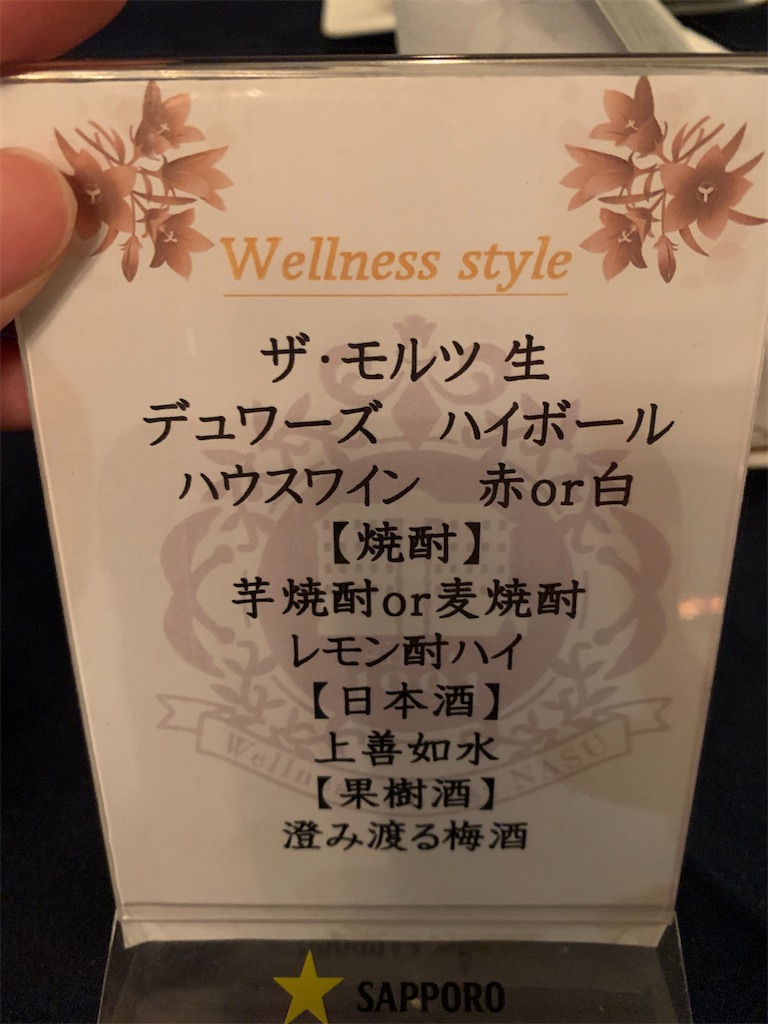 Wellness style
ザ・モルツ 生
デュワーズ　ハイボール
ハウスワイン　赤or白
【焼酎】
芋焼酎or麦焼酎
レモン酎ハイ
【日本酒】
上善如水
【果樹酒】
澄み渡る梅酒
NASU
SAPPORO